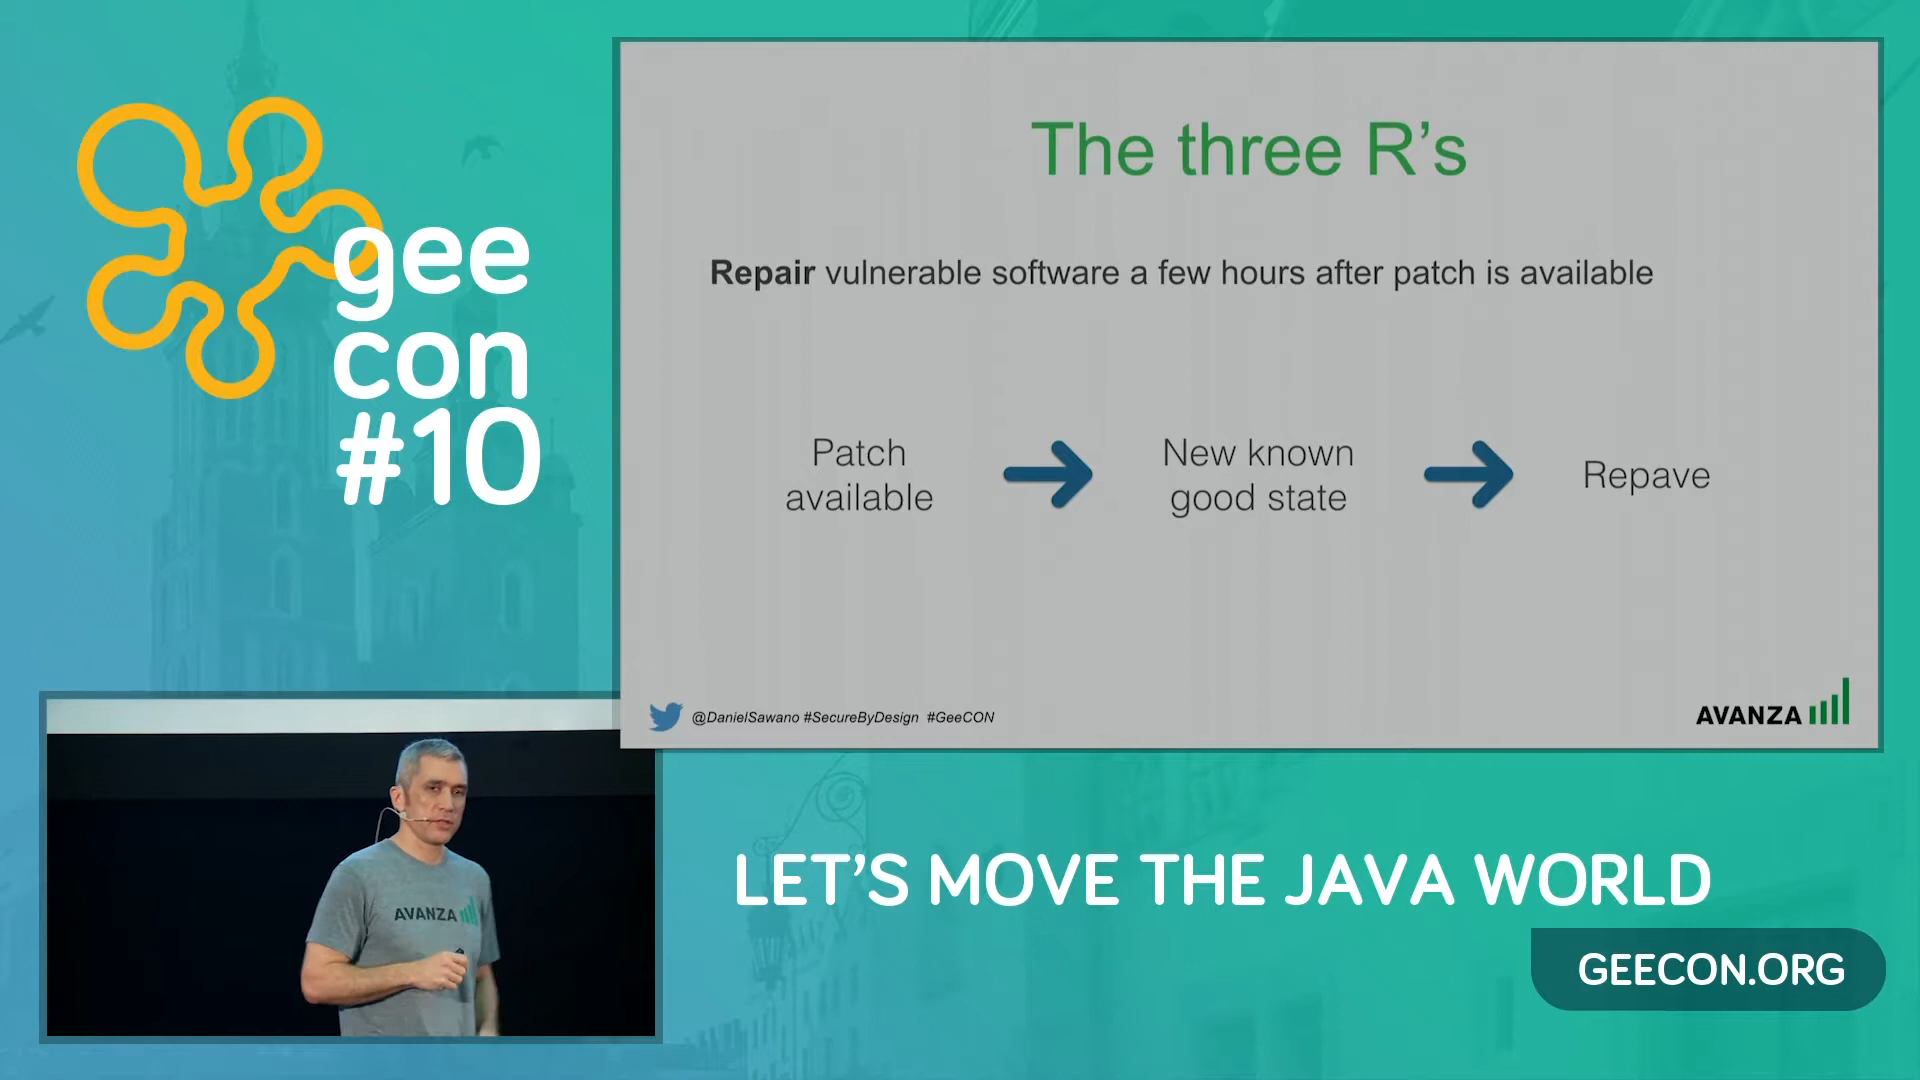 gee
con
#10
The three R's
Repair vulnerable software a few hours after patch is available
Patch
available
New known
good state
Repave
@DanielSawano #SecureByDesign #GeeCON
AVANZA
AVANZA
LET'S MOVE THE JAVA WORLD
GEECON.ORG